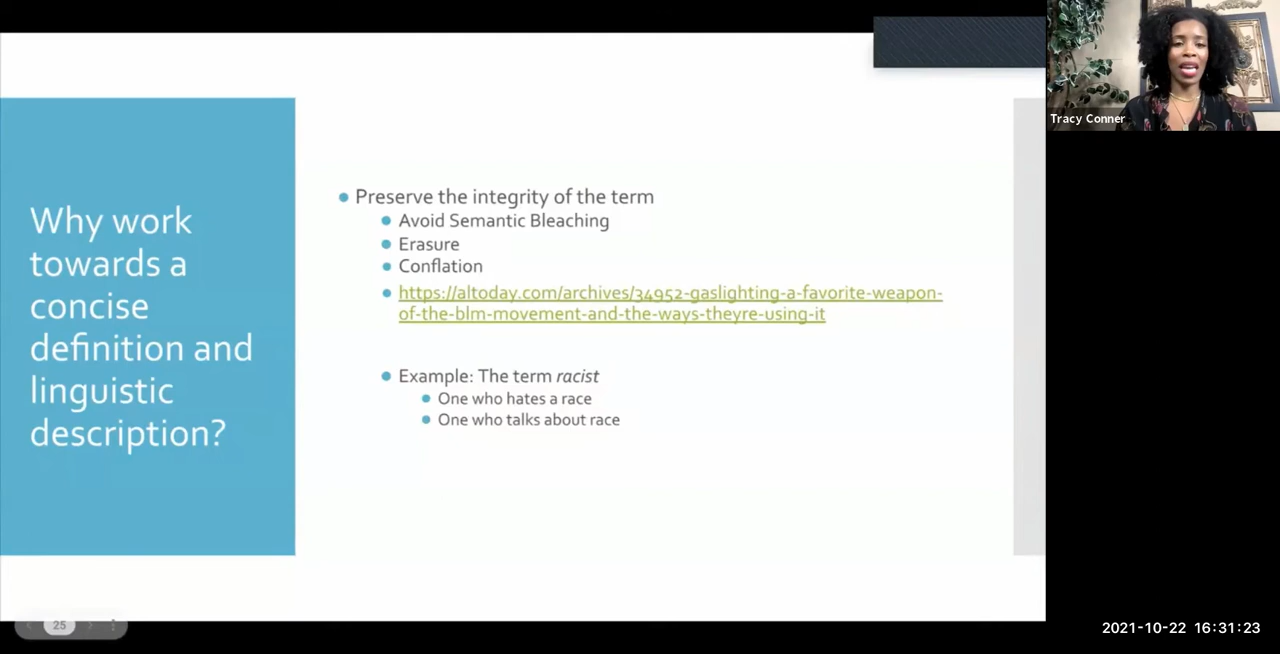 Why work
towards a
concise
definition and
linguistic
description?
Preserve the integrity of the term
Avoid Semantic Bleaching
Erasure
Conflation
https://altoday.com/archives/34952-gaslighting-a-favorite-weapon-
of-the-blm-movement-and-the-ways-theyre-using-it
Example: The term racist
One who hates a race
One who talks about race
25
Tracy Conner
2021-10-22 16:31:23